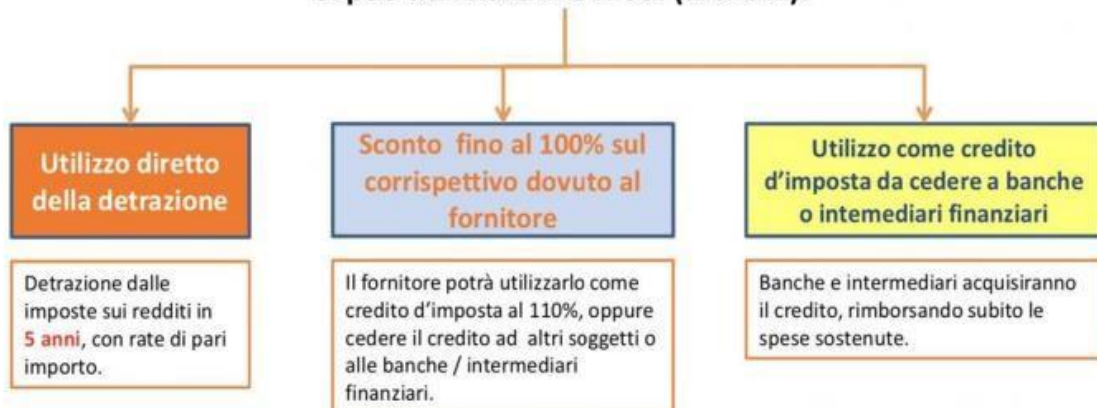 Utilizzo diretto
della detrazione
Sconto fino al 100% sul
corrispettivo dovuto al
fornitore
Utilizzo come credito
d'imposta da cedere a banche
o intemediari finanziari
Detrazione dalle
imposte sui redditi in
5 anni, con rate di pari
importo.
Il fornitore potrà utilizzarlo come
credito d'imposta al 110%, oppure
cedere il credito ad altri soggetti o
alle banche / intermediari
finanziari.
Banche e intermediari acquisiranno
il credito, rimborsando subito le
spese sostenute.